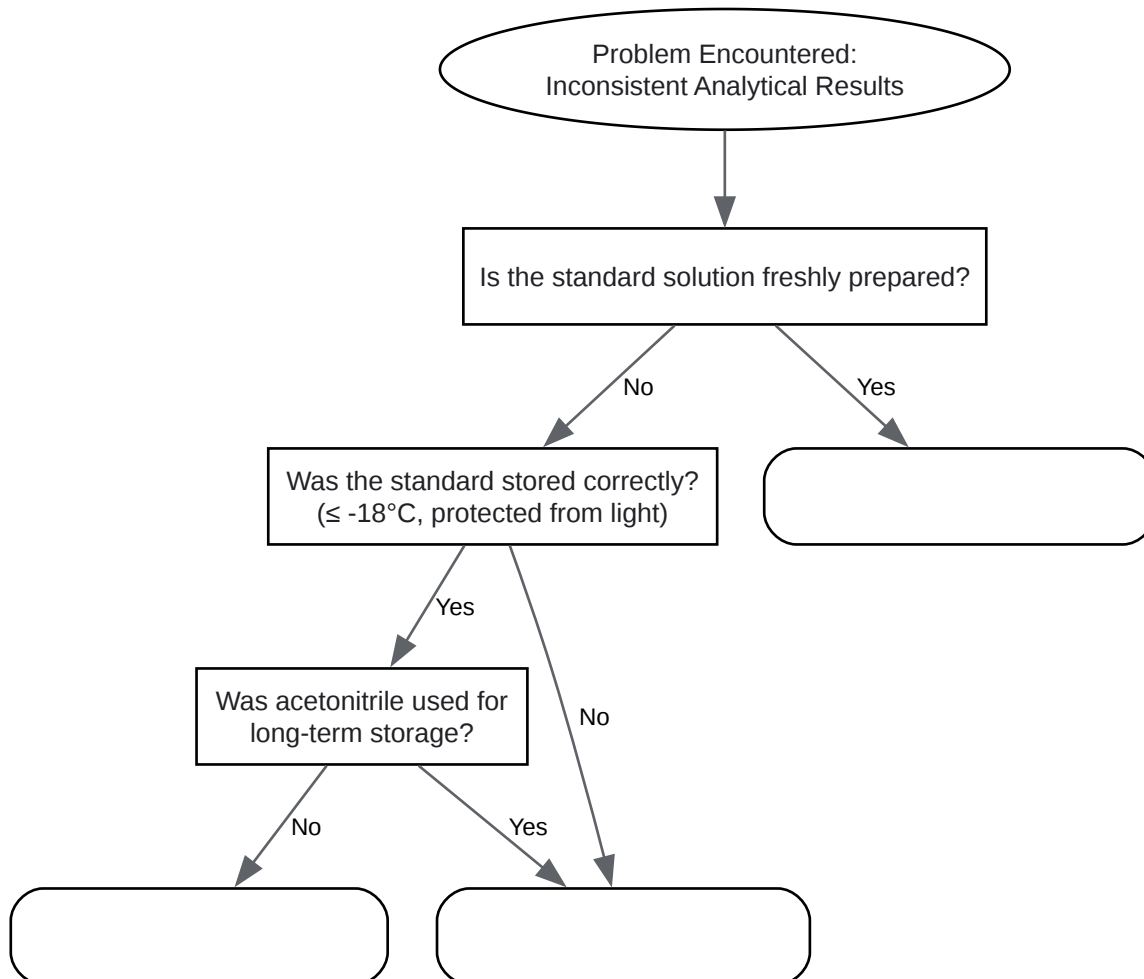 Problem Encountered:
Inconsistent Analytical Results
Is the standard solution freshly prepared?
No
Yes
Was the standard stored correctly?
(≤ -18°C, protected from light)
Yes
No
Was acetonitrile used for
long-term storage?
No
Yes